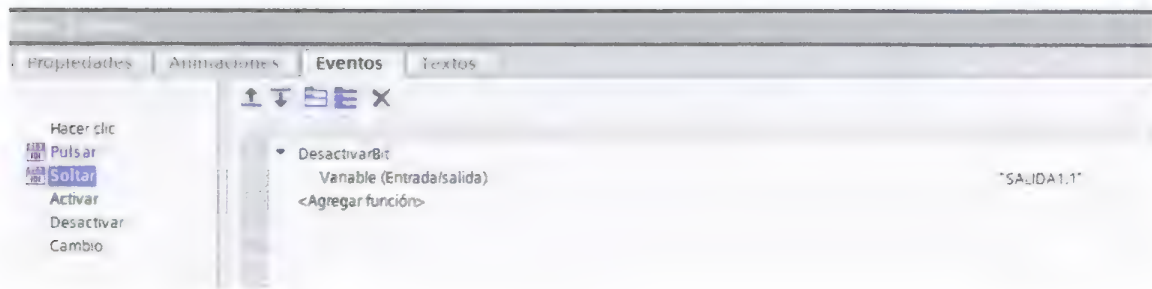 Propiedades Animaciones Eventos Textos
Hacer clic
Pulsar
Soltar
Activar
Desactivar
Cambio
DesactivarBit
Variable (Entrada/salida) "SALIDA1.1"
<Agregar función>